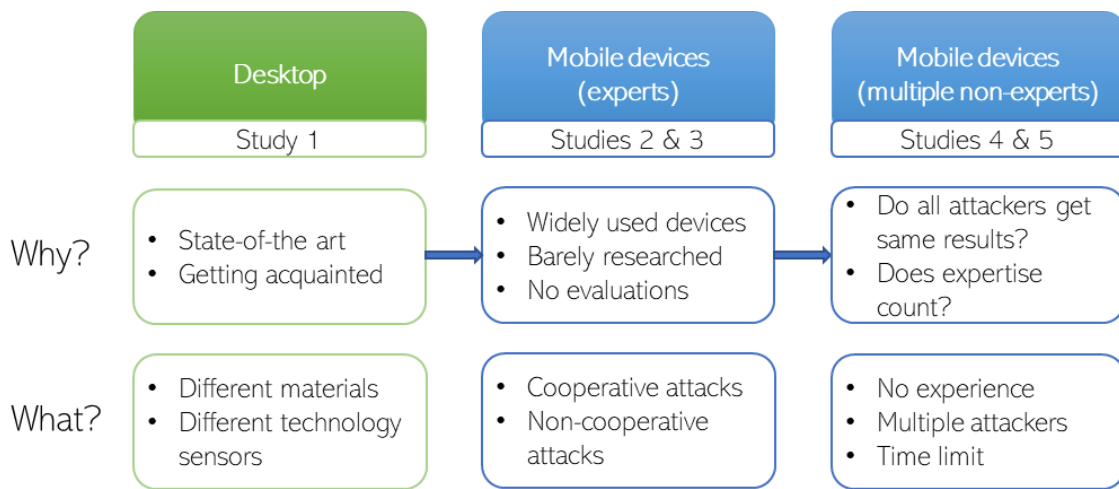 Desktop
Study 1
Mobile devices
(experts)
Studies 2 & 3
Mobile devices
(multiple non-experts)
Studies 4 & 5
Why?
• State-of-the art
• Getting acquainted
• Widely used devices
• Barely researched
• No evaluations
• Do all attackers get
same results?
• Does expertise
count?
What?
• Different materials
• Different technology
sensors
• Cooperative attacks
• Non-cooperative
attacks
• No experience
• Multiple attackers
• Time limit